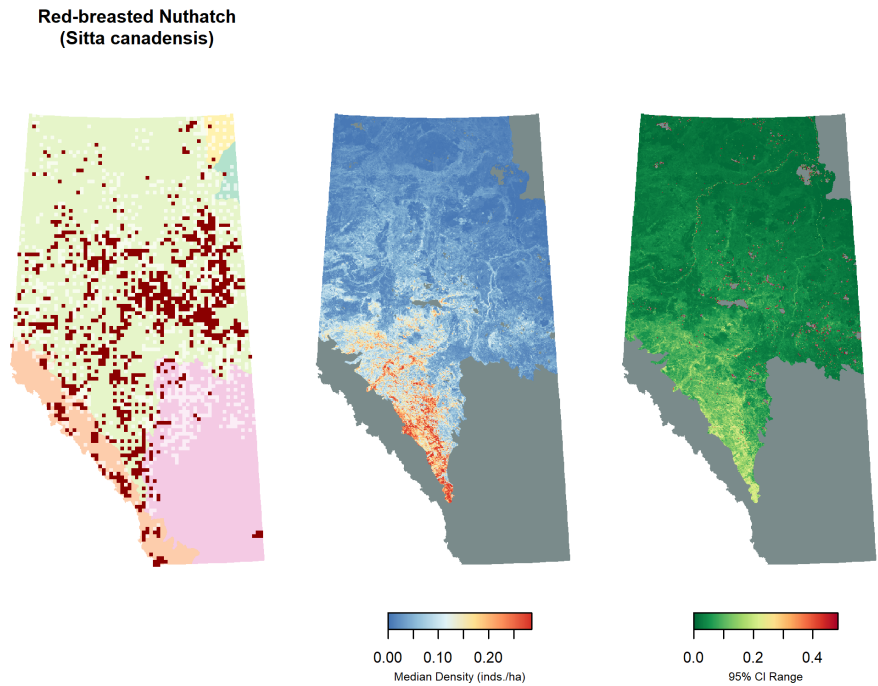 Red-breasted Nuthatch
(Sitta canadensis)
0.00 0.10 0.20
Median Density (inds./ha)
0.0 0.2 0.4
95% CI Range